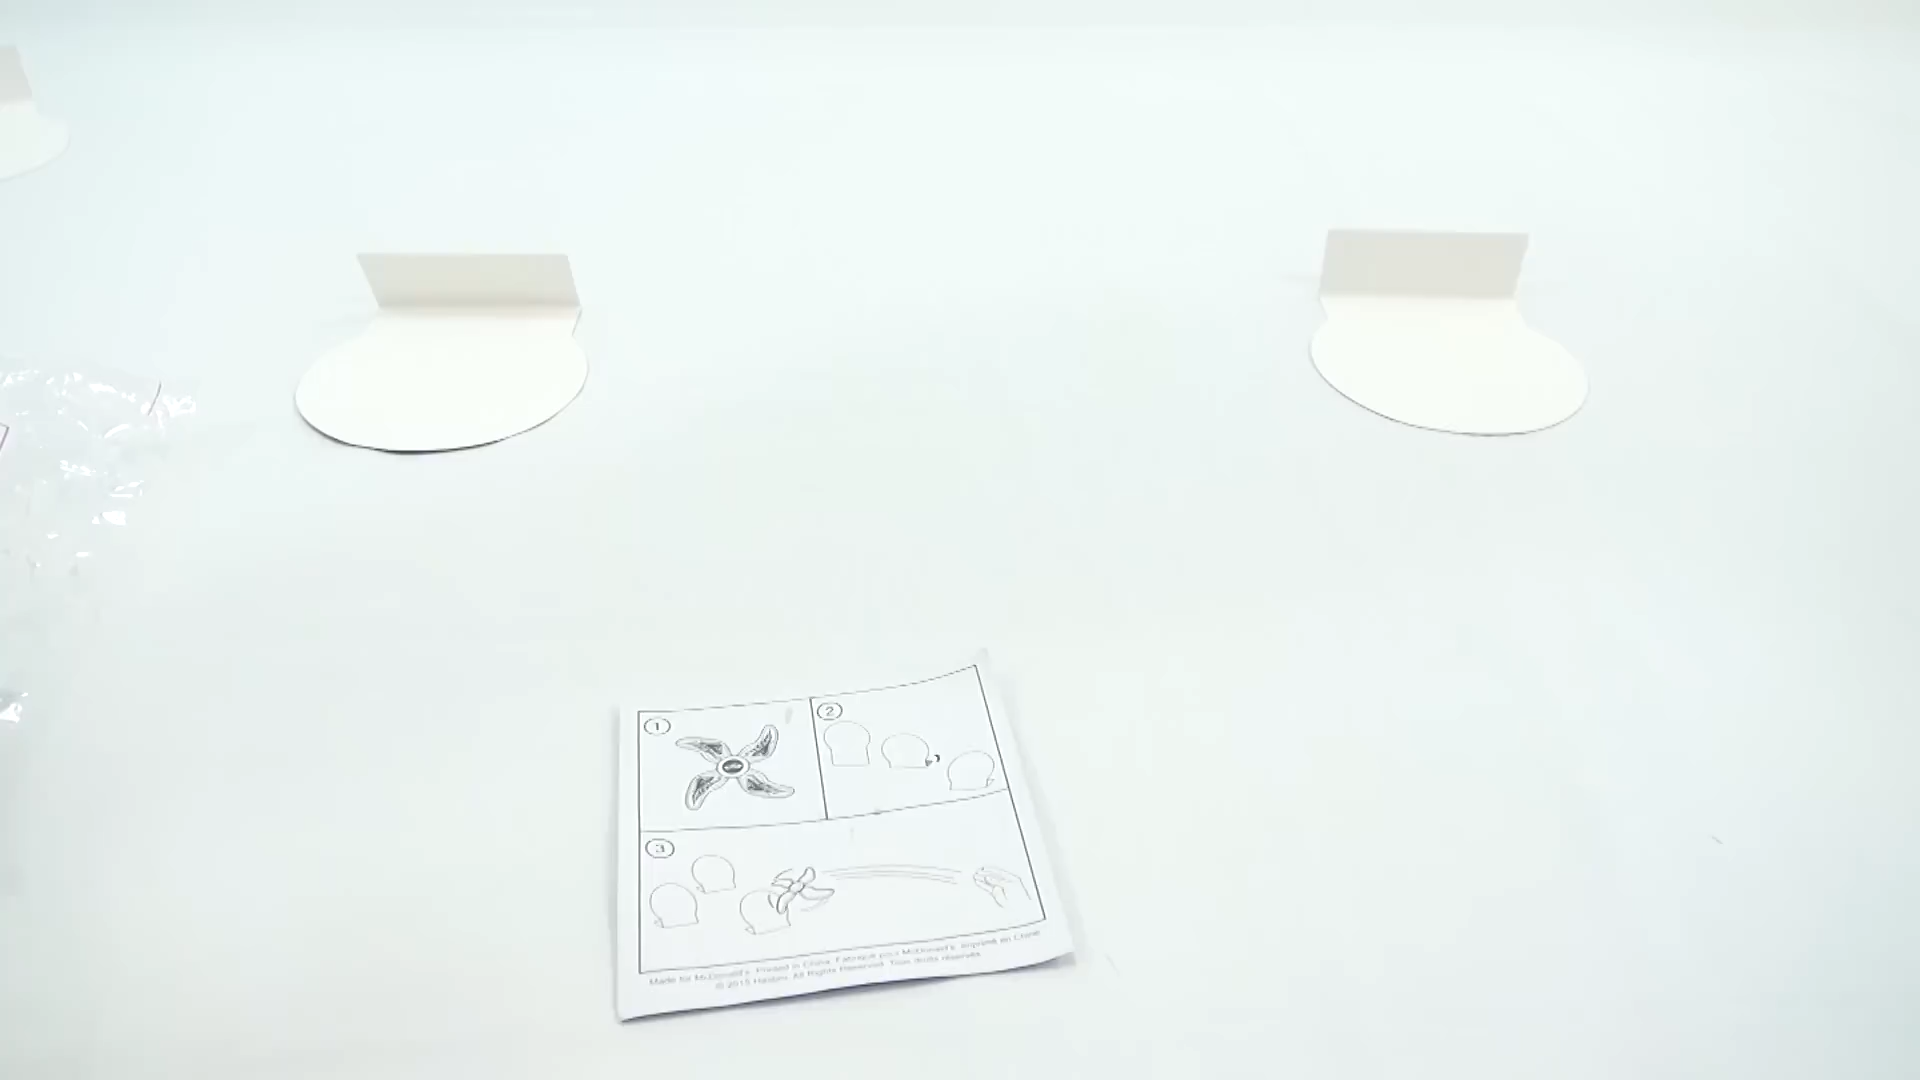 1
2
3
Made for McDonald's. Printed in China. Fabriqué pour McDonald's. Imprimé en Chine
© 2015 Hasbro. All Rights Reserved. Tous droits réservés.